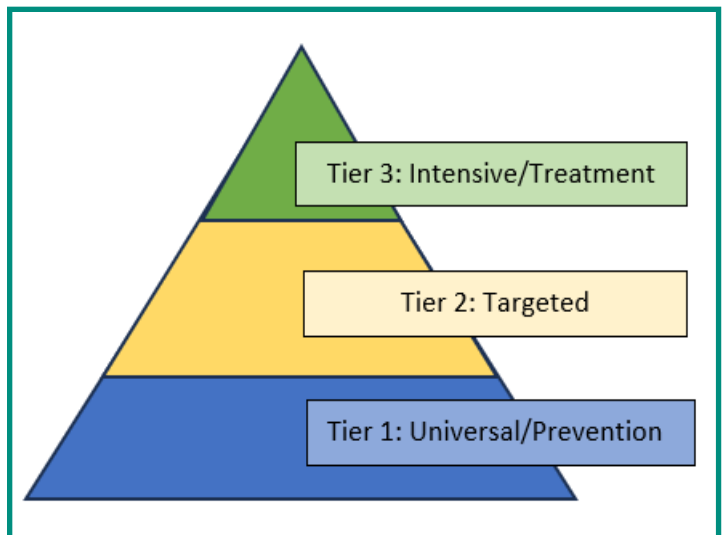 Tier 3: Intensive/Treatment
Tier 2: Targeted
Tier 1: Universal/Prevention